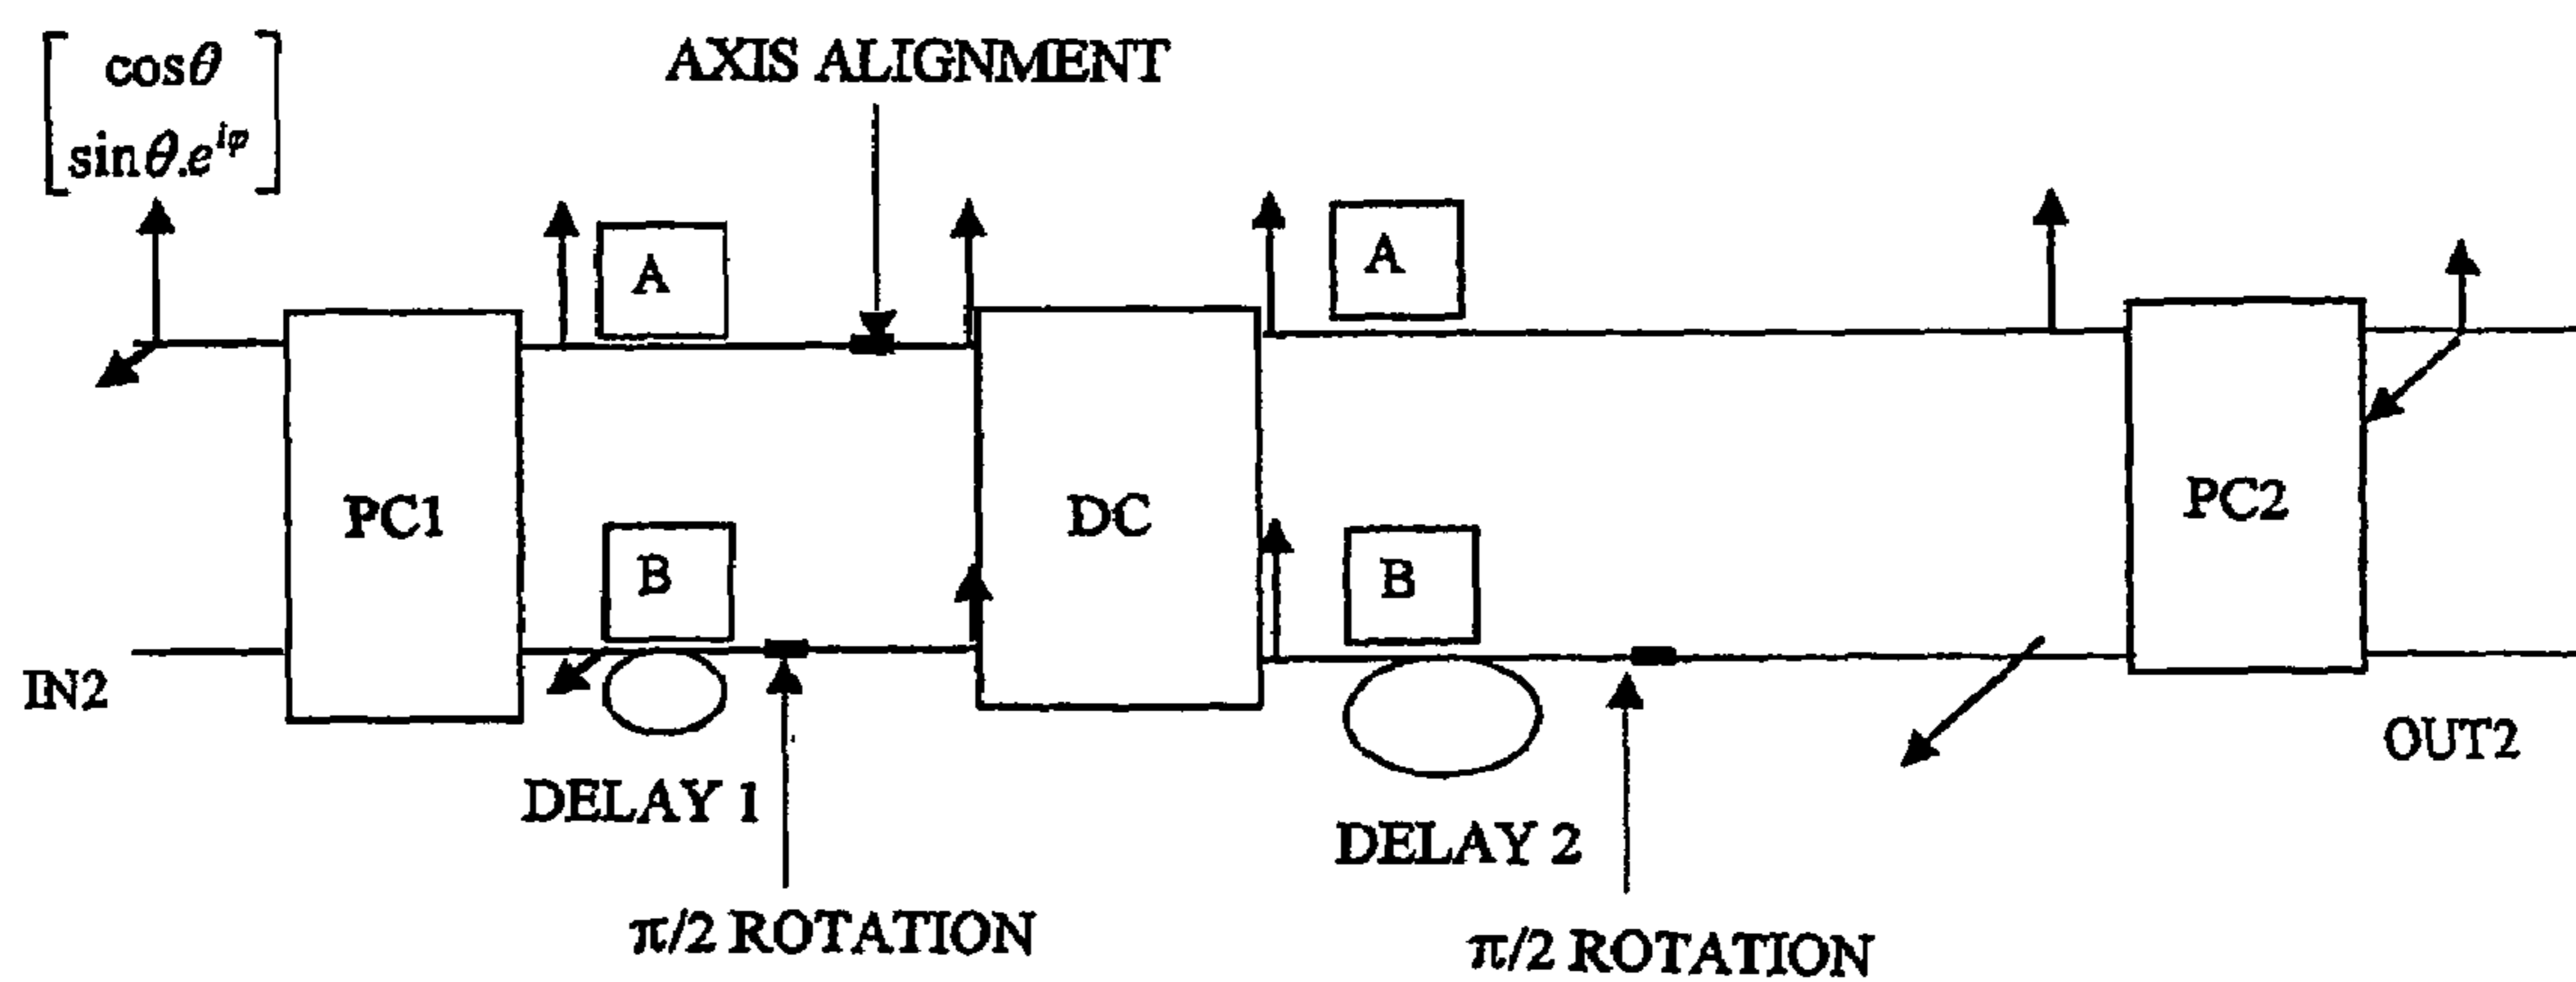 cosθ
sinθ.e^{iφ}
AXIS ALIGNMENT
A
A
PC1
DC
PC2
B
B
IN2
OUT2
DELAY 1
DELAY 2
π/2 ROTATION
π/2 ROTATION